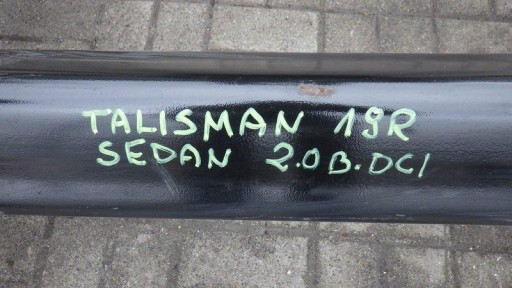 TALISMAN 19R
SEDAN 2.0B.DCI